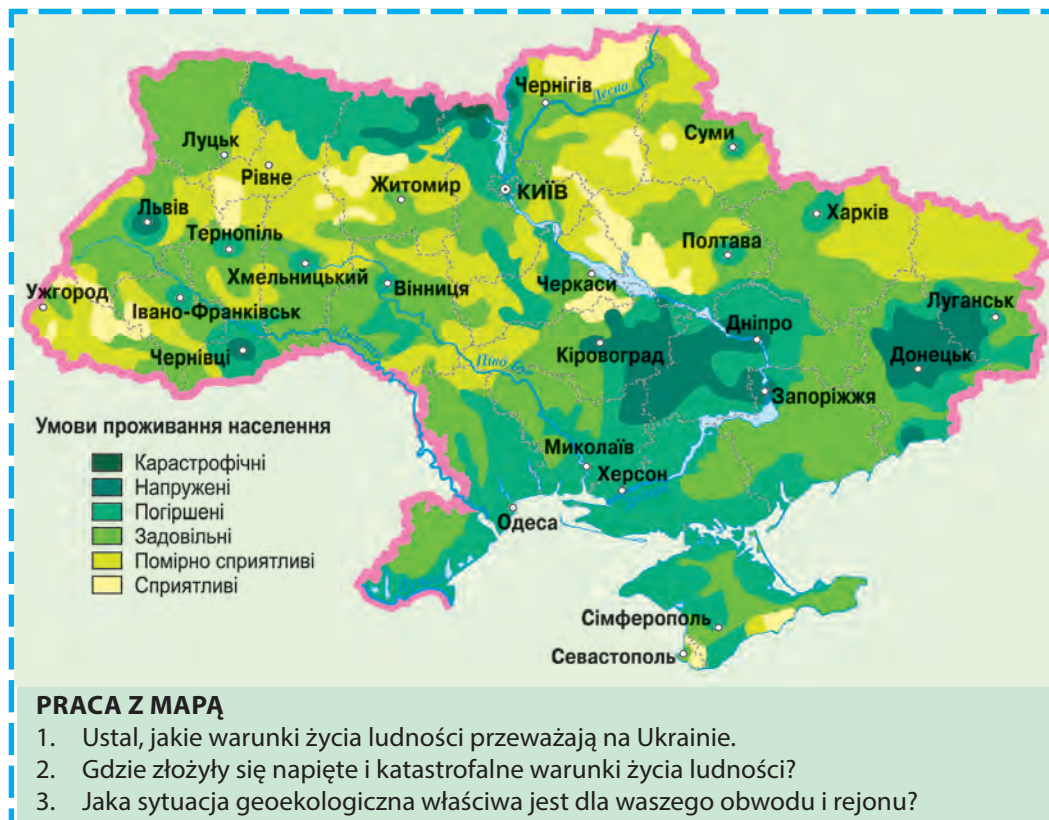 Чернігів
Десна
Суми
Луцьк
Рівне
Житомир
КИЇВ
Львів
Харків
Тернопіль
Полтава
Хмельницький
Вінниця
Черкаси
Ужгород
Луганськ
Івано-Франківськ
Дніпро
Чернівці
Кіровоград
Донецьк
Запоріжжя
Умови проживання населення
Карастрофічні
Напружені
Погіршені
Задовільні
Помірно сприятливі
Сприятливі
Миколаїв
Херсон
Одеса
Сімферополь
Севастополь
PRACA Z MAPĄ
1. Ustal, jakie warunki życia ludności przeważają na Ukrainie.
2. Gdzie złożyły się napięte i katastrofalne warunki życia ludności?
3. Jaka sytuacja geoekologiczna właściwa jest dla waszego obwodu i rejonu?